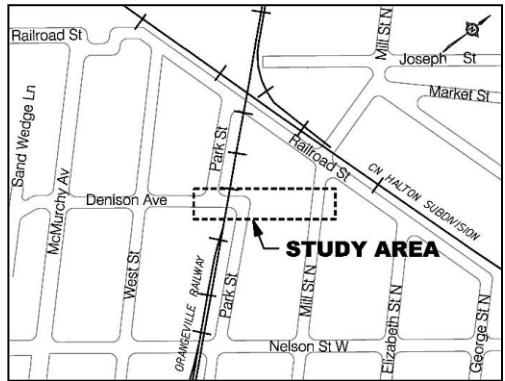 Railroad St
Mill St N
Joseph St
Market St
Sand Wedge Ln
McMurchy Av
Park St
Railroad St
CN HALTON SUBDIVISION
Denison Ave
STUDY AREA
West St
ORANGEVILLE RAILWAY
Park St
Mill St N
Elizabeth St N
George St N
Nelson St W